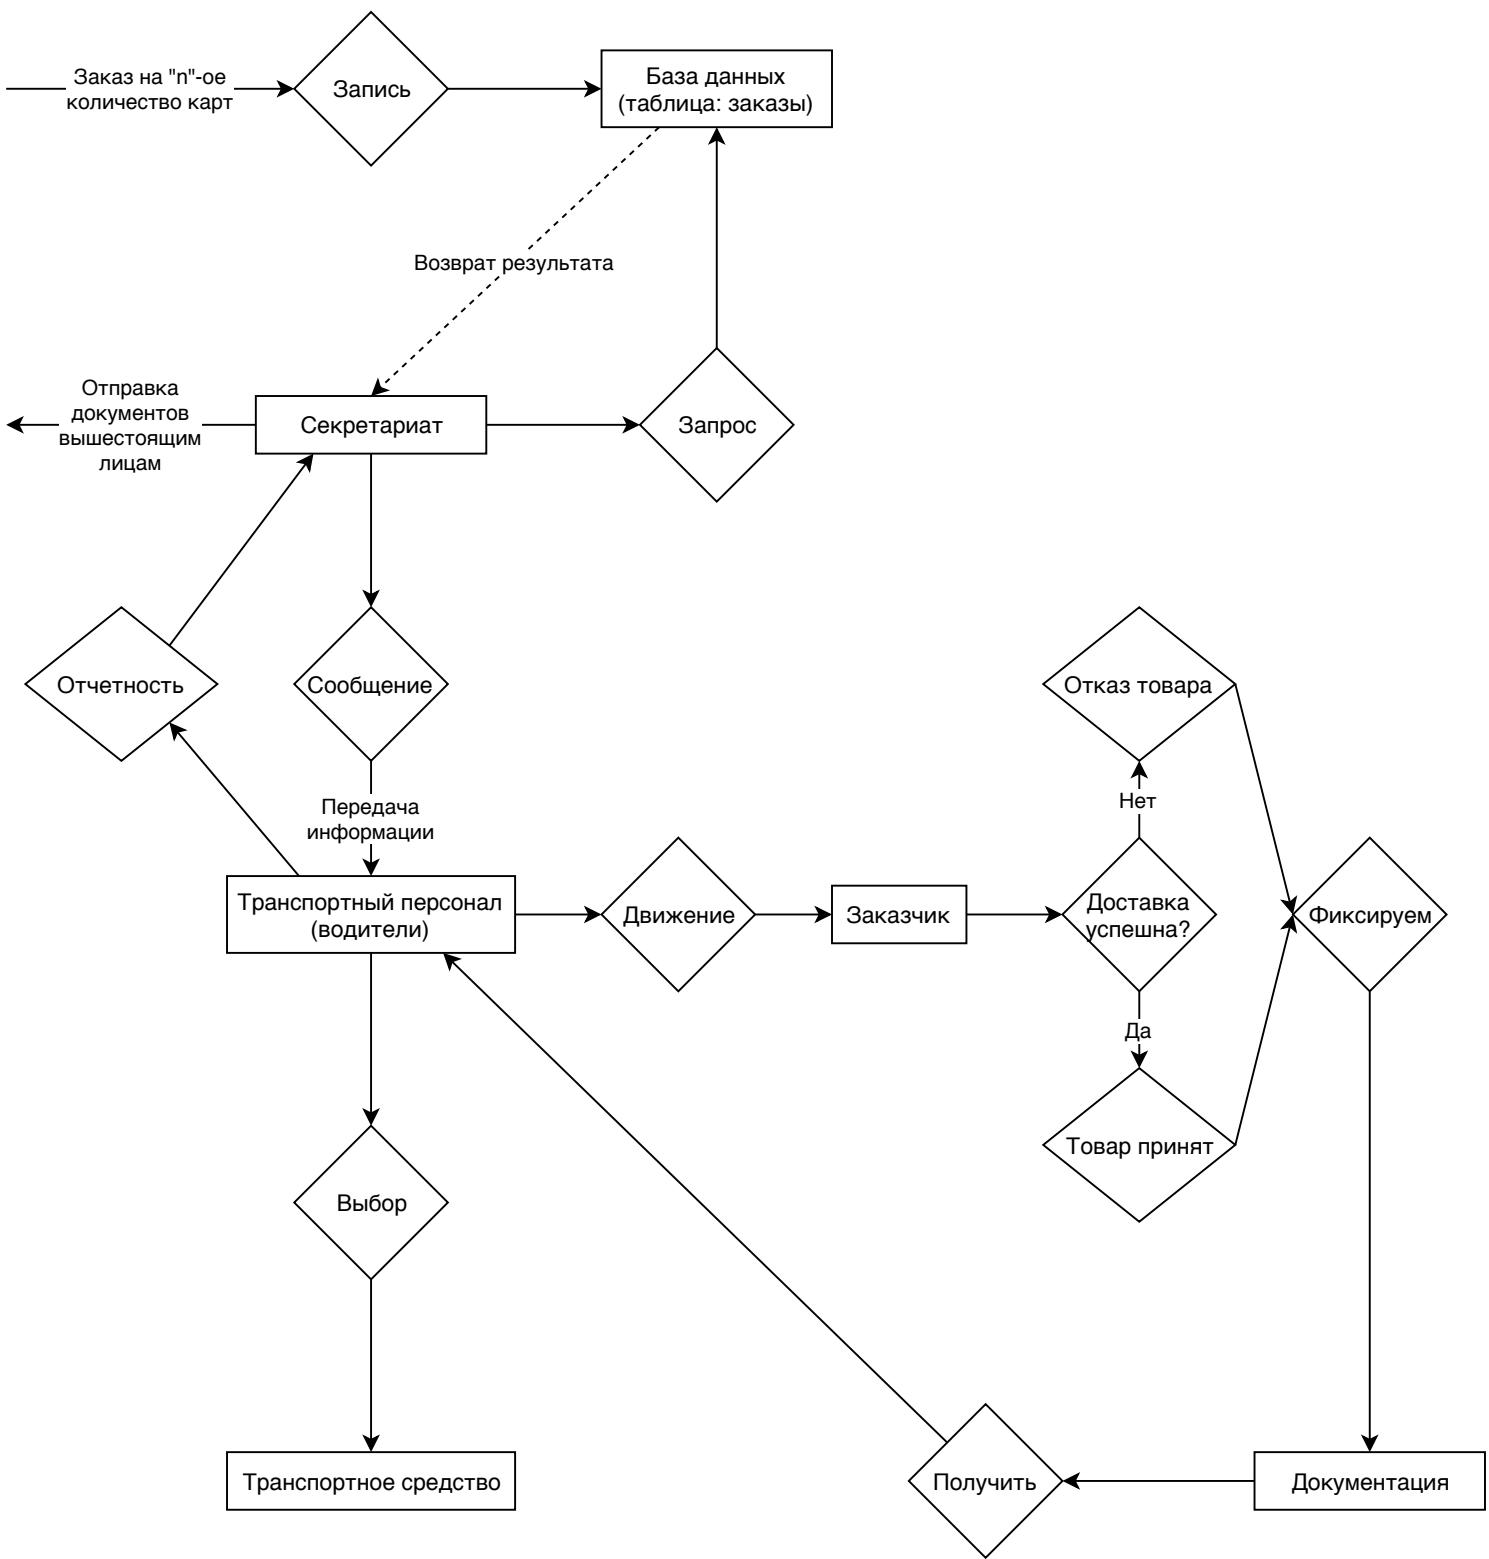 Заказ на "n"-ое
количество карт
Запись
База данных
(таблица: заказы)
Возврат результата
Отправка
документов
вышестоящим
лицам
Секретариат
Запрос
Отчетность
Сообщение
Отказ товара
Передача
информации
Нет
Транспортный персонал
(водители)
Движение
Заказчик
Доставка
успешна?
Фиксируем
Да
Товар принят
Выбор
Транспортное средство
Получить
Документация